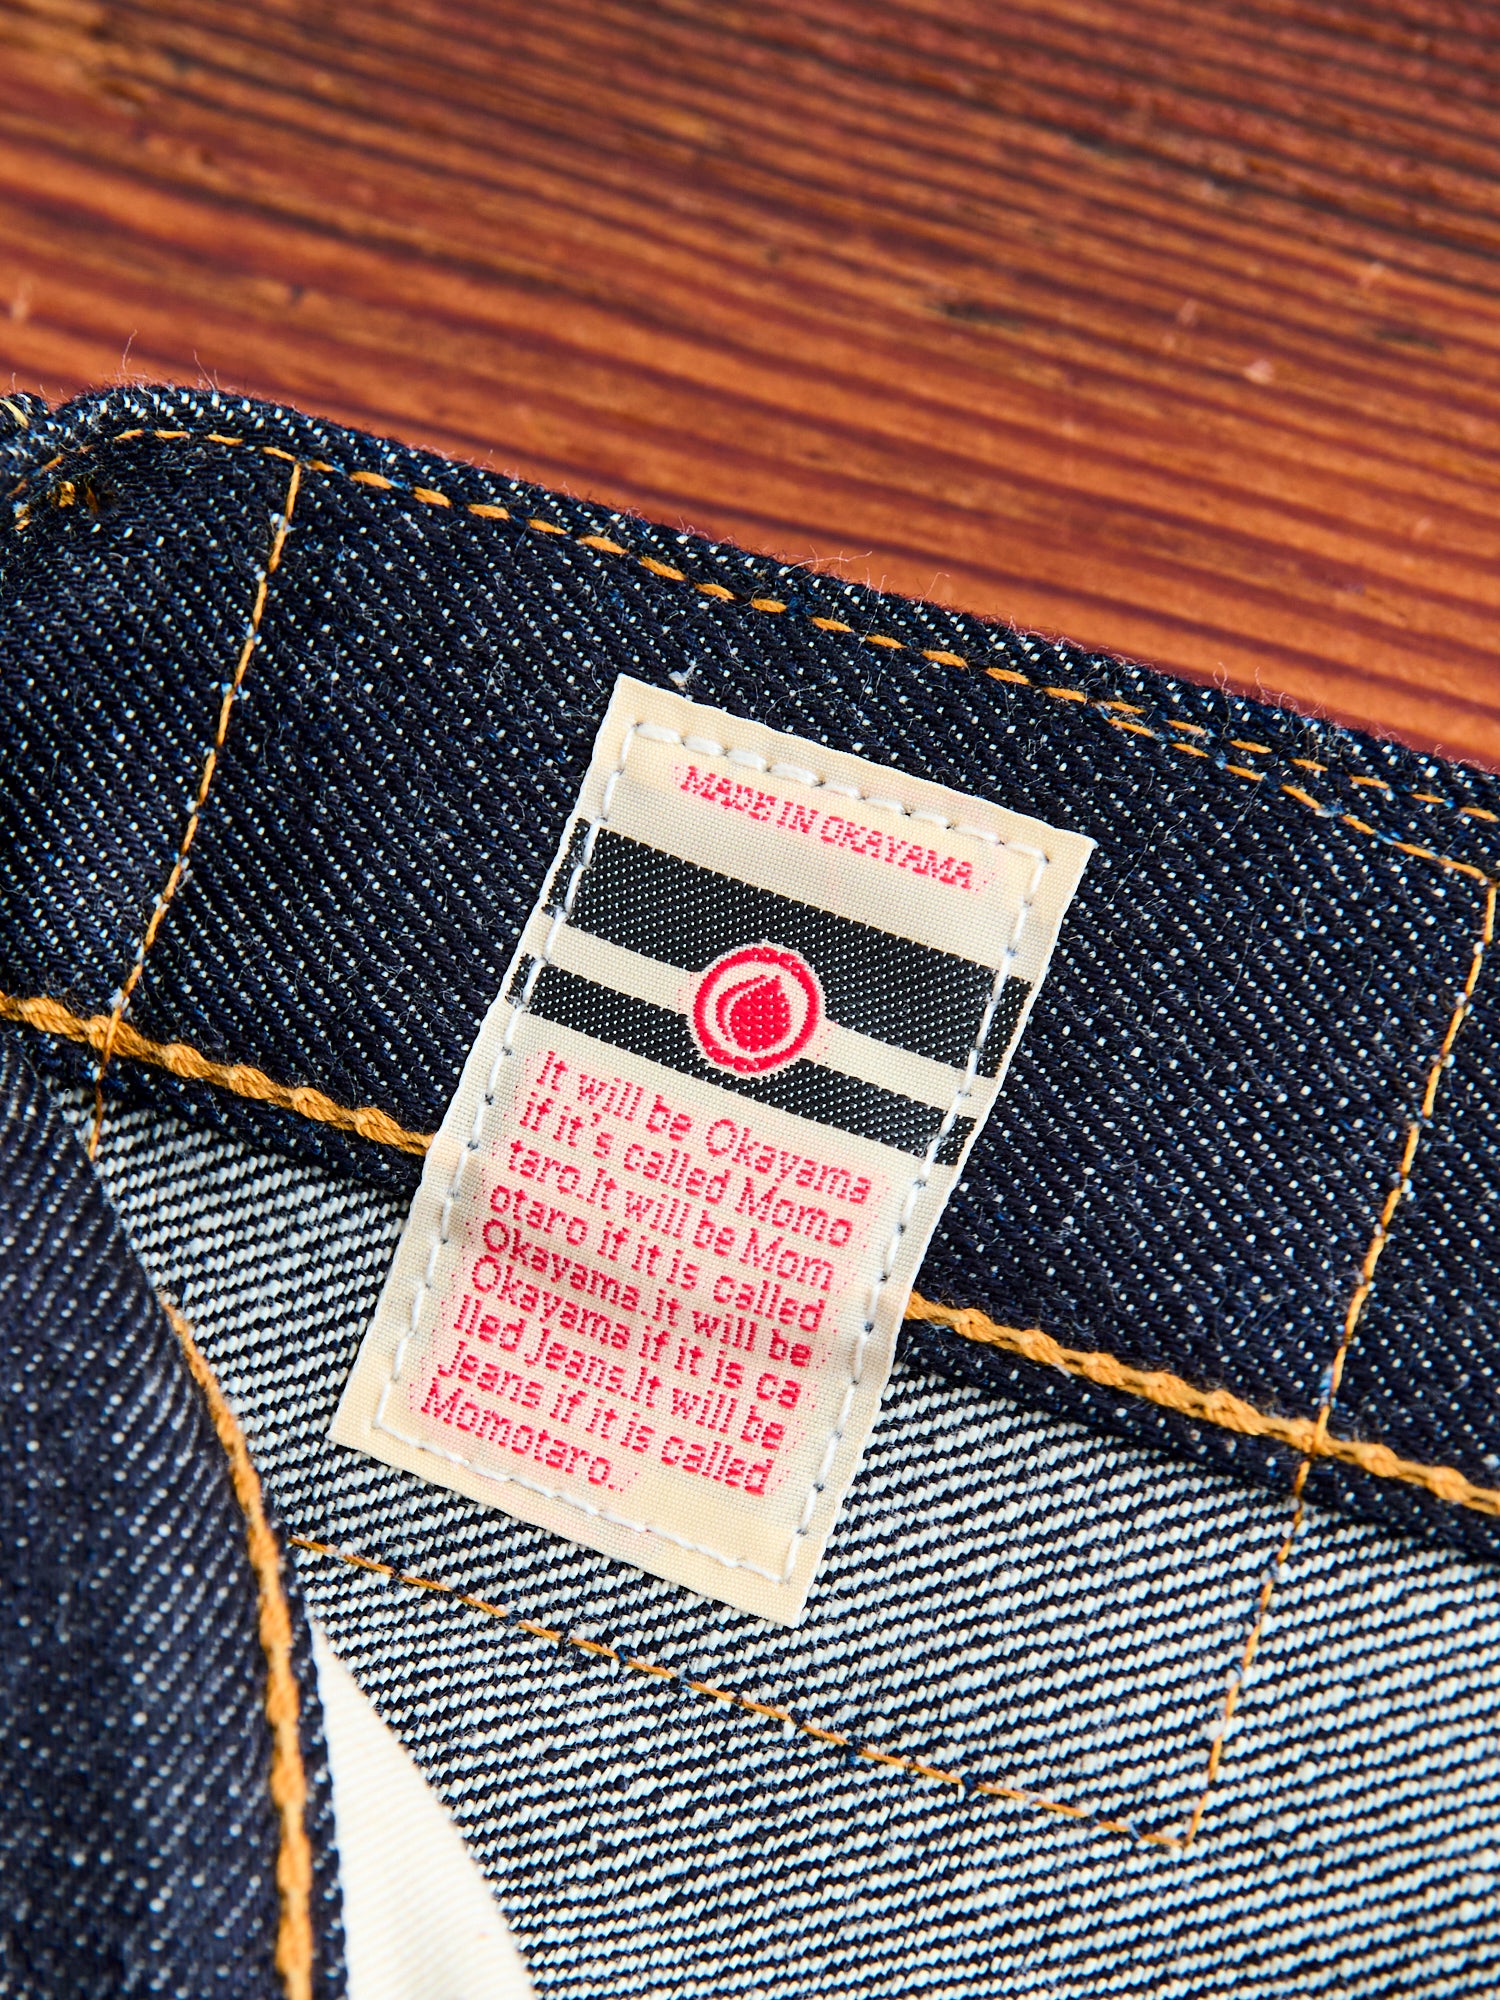 MADE IN OKAYAMA
It will be Okayama
if it's called Momo
taro.It will be Mom
otaro if it is called
Okayama.it will be
Okayama if it is ca
lled Jeans.It will be
Jeans if it is called
Momotaro.